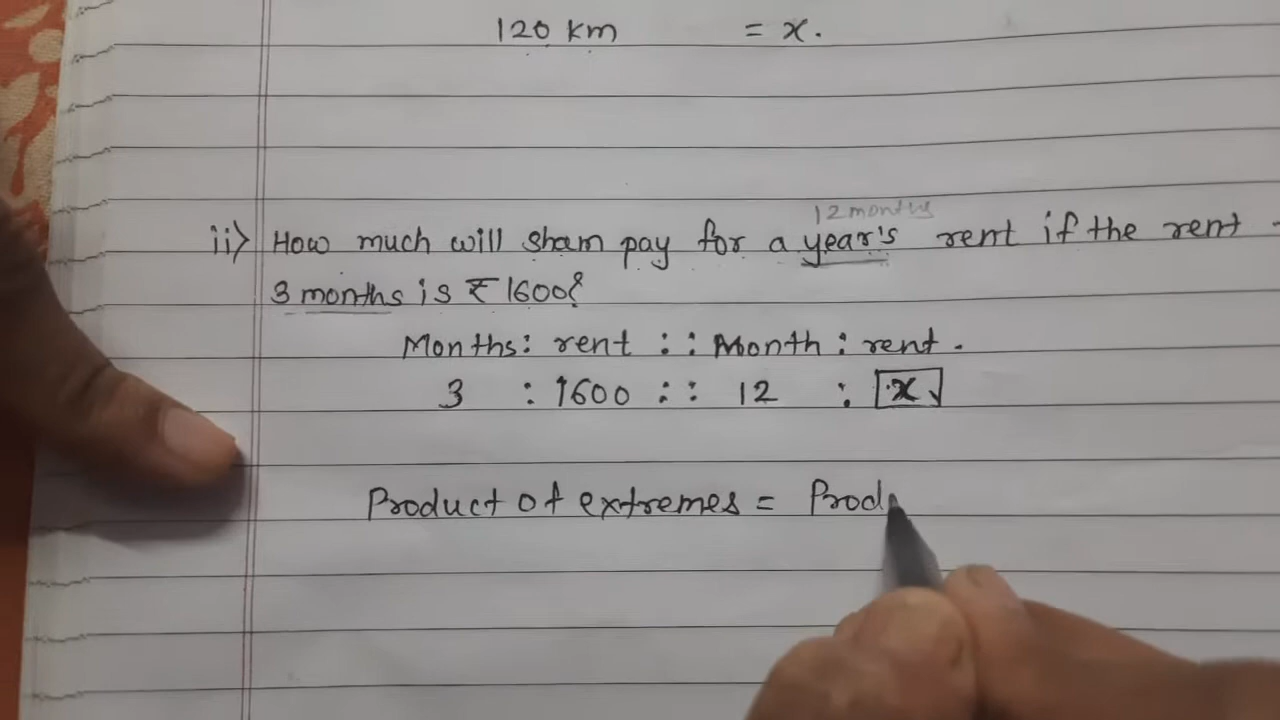 120 km = x.
12 months
ii) How much will sham pay for a year's rent if the rent
3 months is ₹ 1600?
Months : rent :: Month : rent.
3 : 1600 :: 12 : x
Product of extremes = Prod